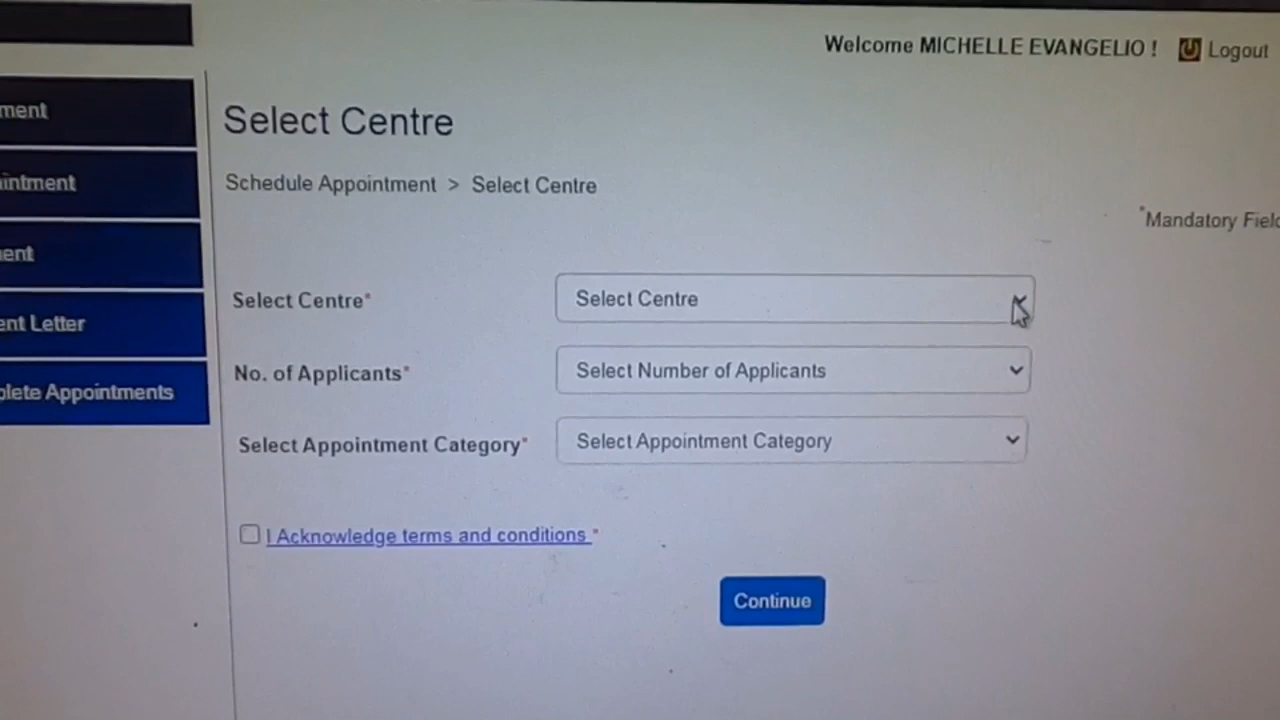 Welcome MICHELLE EVANGELIO !
Logout
ment
intment
ent
ent Letter
plete Appointments
Select Centre
Schedule Appointment > Select Centre
*Mandatory Field
Select Centre*
Select Centre
No. of Applicants*
Select Number of Applicants
Select Appointment Category*
Select Appointment Category
I Acknowledge terms and conditions *
Continue